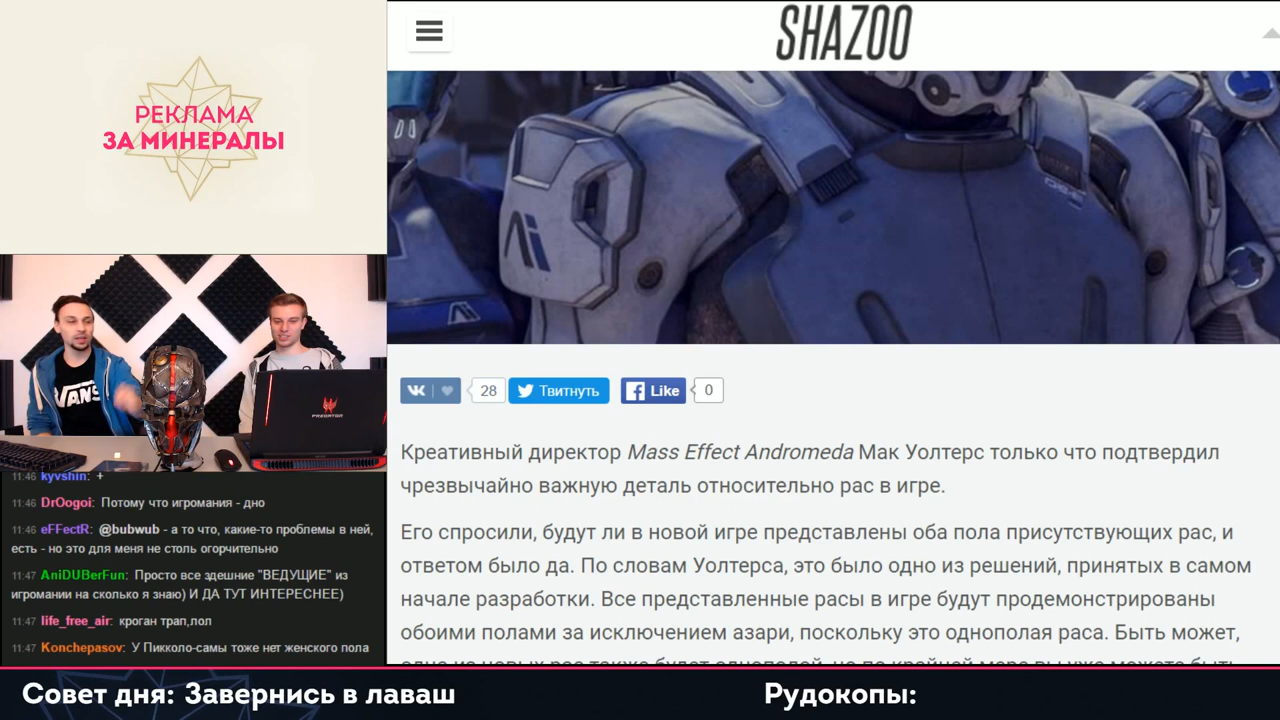 РЕКЛАМА
ЗА МИНЕРАЛЫ
SHAZOO
VANS
PREDATOR
28
Твитнуть
Like
0
Креативный директор Mass Effect Andromeda Мак Уолтерс только что подтвердил
чрезвычайно важную деталь относительно рас в игре.
Его спросили, будут ли в новой игре представлены оба пола присутствующих рас, и
ответом было да. По словам Уолтерса, это было одно из решений, принятых в самом
начале разработки. Все представленные расы в игре будут продемонстрированы
обоими полами за исключением азари, поскольку это однополая раса. Быть может,
11:46 kyvshin: +
11:46 DrOogoi: Потому что игромания - дно
11:46 eFFectR: @bubwub - а то что, какие-то проблемы в ней,
есть - но это для меня не столь огорчительно
11:47 AniDUBerFun: Просто все здешние "ВЕДУЩИЕ" из
игромании на сколько я знаю) И ДА ТУТ ИНТЕРЕСНЕЕ)
11:47 life_free_air: кроган трап,лол
11:47 Konchepasov: У Пикколо-самы тоже нет женского пола
Совет дня: Завернись в лаваш
Рудокопы: